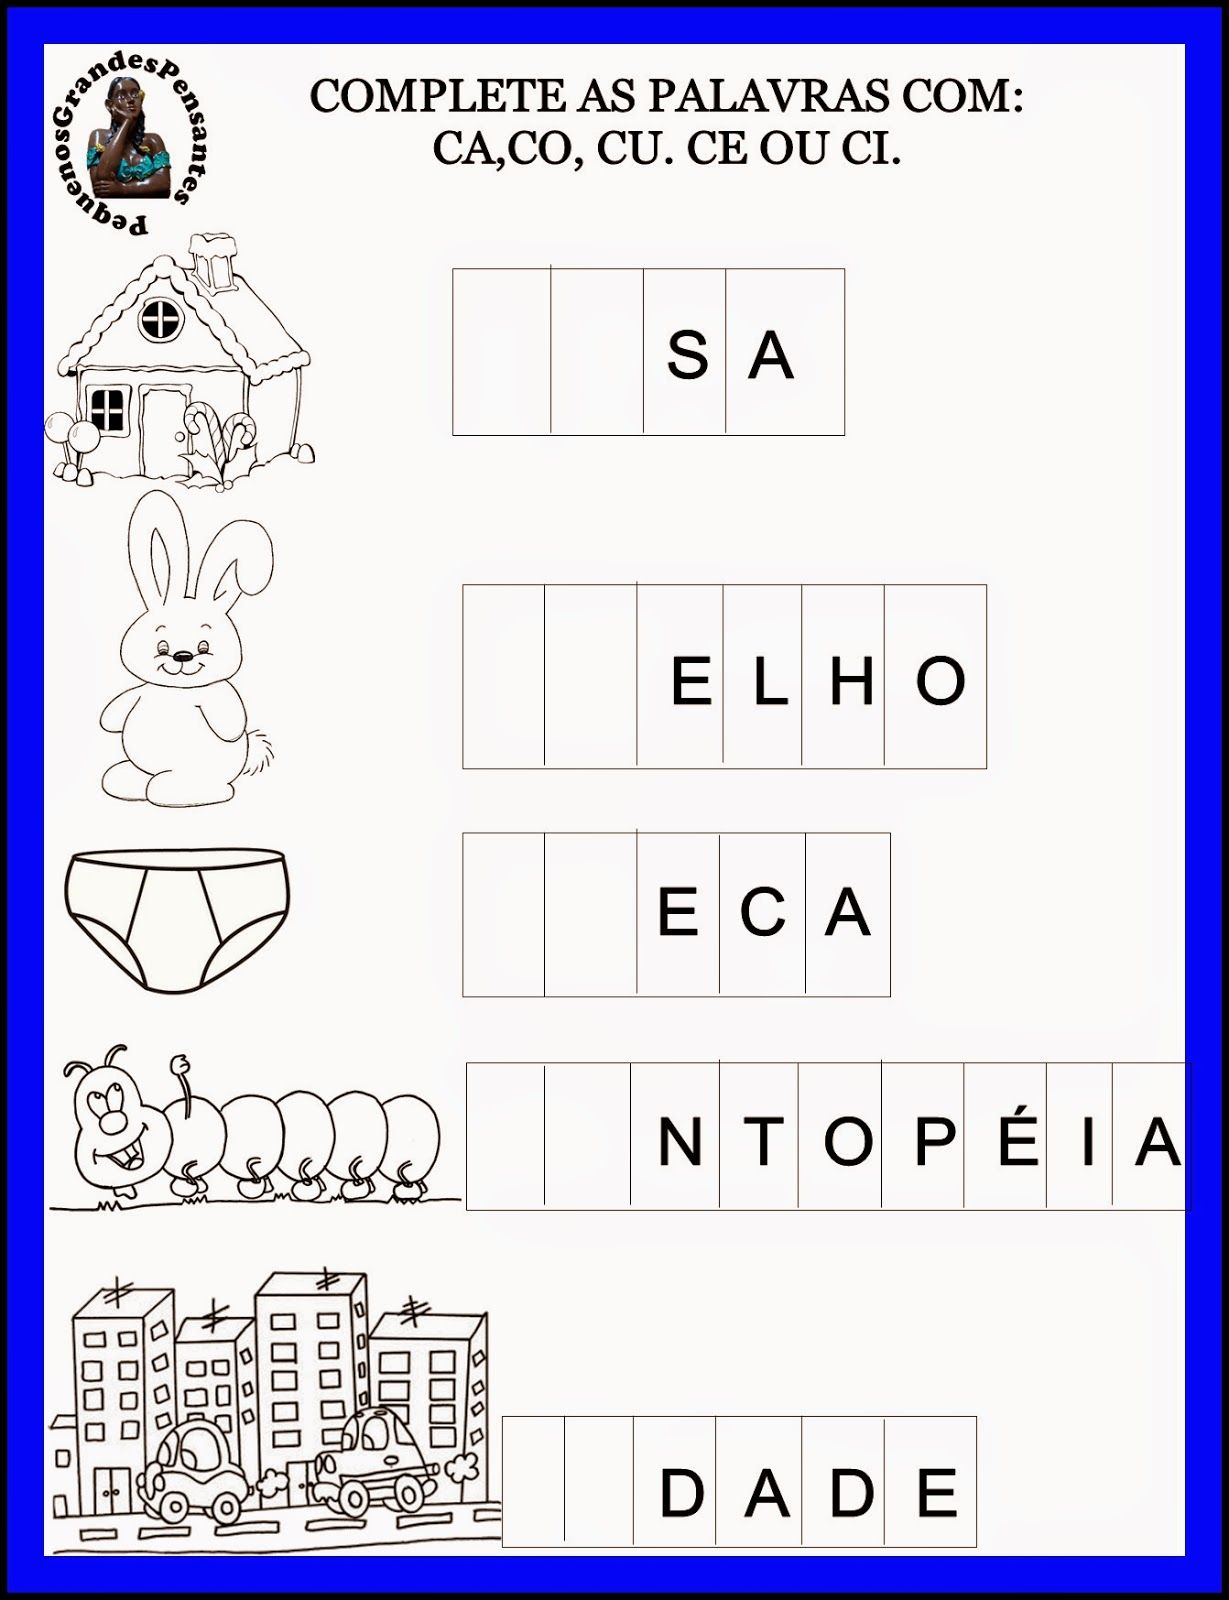 PequenosGrandesPensantes
COMPLETE AS PALAVRAS COM:
CA,CO, CU. CE OU CI.
S A
E L H O
E C A
N T O P É I A
D A D E